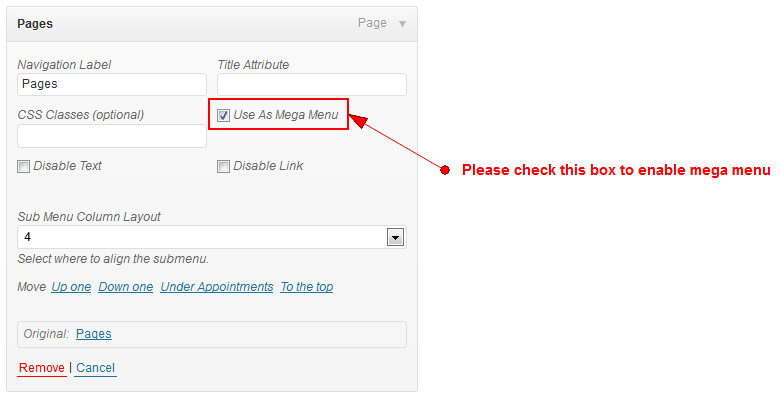 Pages Page
Navigation Label Title Attribute
Pages
CSS Classes (optional) Use As Mega Menu
Please check this box to enable mega menu
Disable Text Disable Link
Sub Menu Column Layout
4
Select where to align the submenu.
Move Up one Down one Under Appointments To the top
Original: Pages
Remove | Cancel